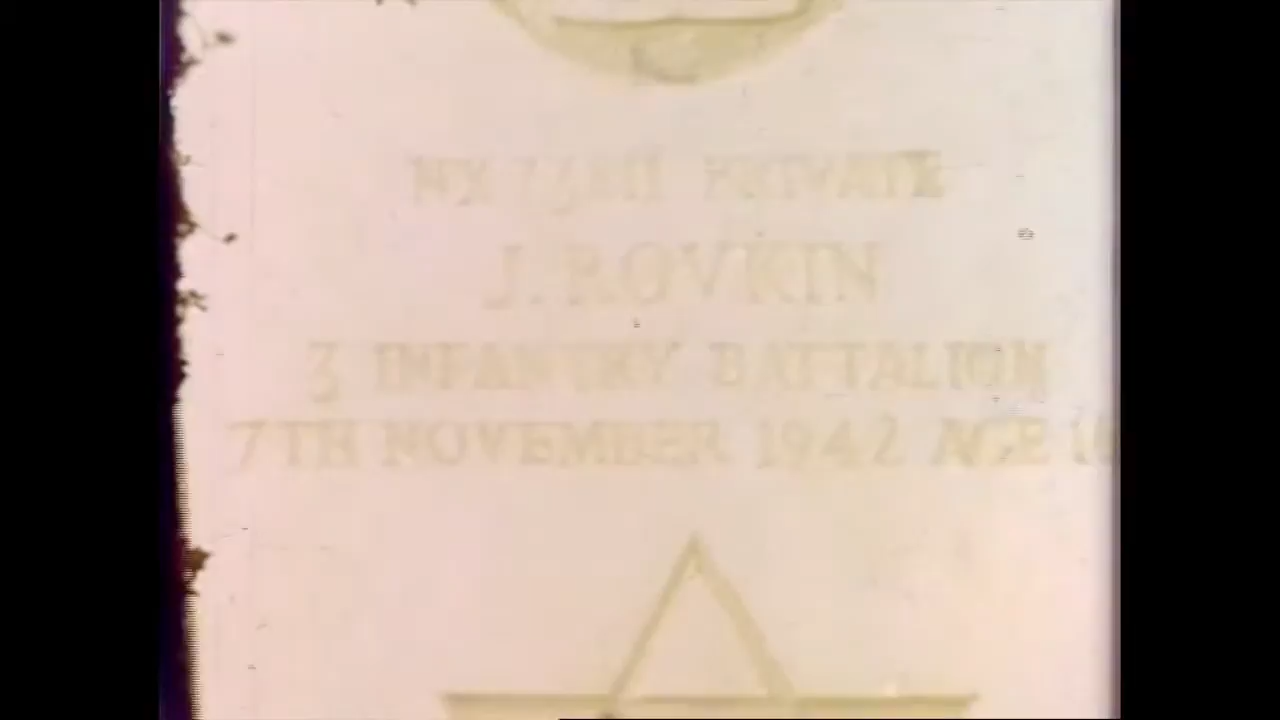 PRIVATE
J. ROVKIN
3 INFANTRY BATTALION
7TH NOVEMBER 1942 AGE